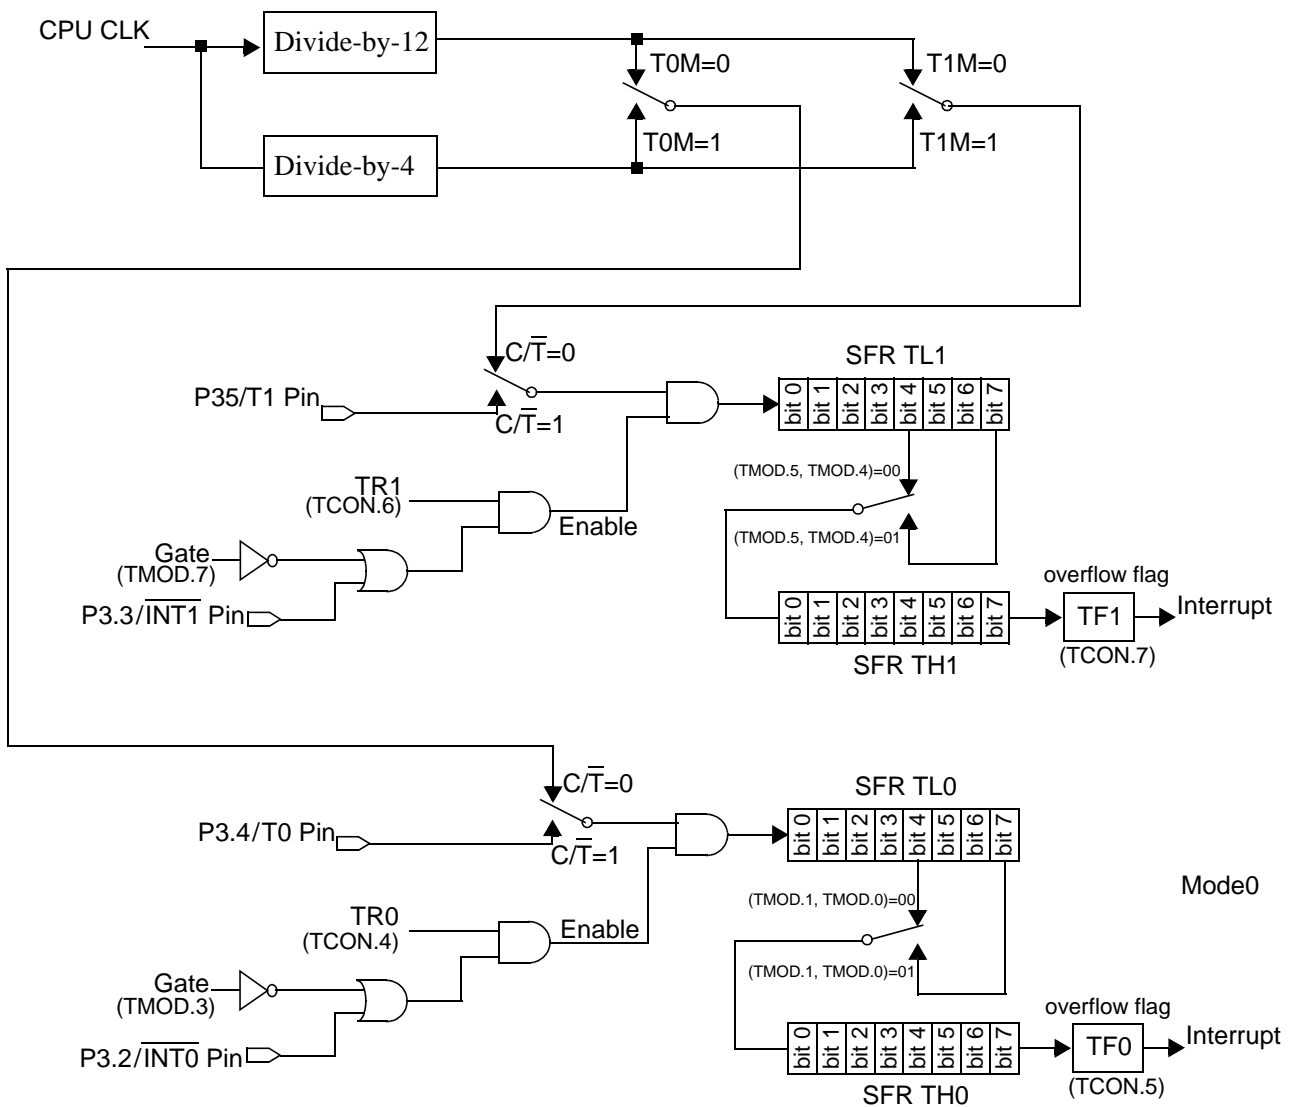 CPU CLK
Divide-by-12
T0M=0
T1M=0
T0M=1
T1M=1
Divide-by-4
C/T̅=0
SFR TL1
P35/T1 Pin
bit 0 bit 1 bit 2 bit 3 bit 4 bit 5 bit 6 bit 7
C/T̅=1
(TMOD.5, TMOD.4)=00
TR1
(TCON.6)
Enable
(TMOD.5, TMOD.4)=01
Gate
(TMOD.7)
overflow flag
P3.3/I̅N̅T̅1̅ Pin
bit 0 bit 1 bit 2 bit 3 bit 4 bit 5 bit 6 bit 7
TF1
Interrupt
SFR TH1
(TCON.7)
C/T̅=0
SFR TL0
P3.4/T0 Pin
bit 0 bit 1 bit 2 bit 3 bit 4 bit 5 bit 6 bit 7
C/T̅=1
Mode0
(TMOD.1, TMOD.0)=00
TR0
(TCON.4)
Enable
(TMOD.1, TMOD.0)=01
Gate
(TMOD.3)
overflow flag
P3.2/I̅N̅T̅0̅ Pin
bit 0 bit 1 bit 2 bit 3 bit 4 bit 5 bit 6 bit 7
TF0
Interrupt
SFR TH0
(TCON.5)